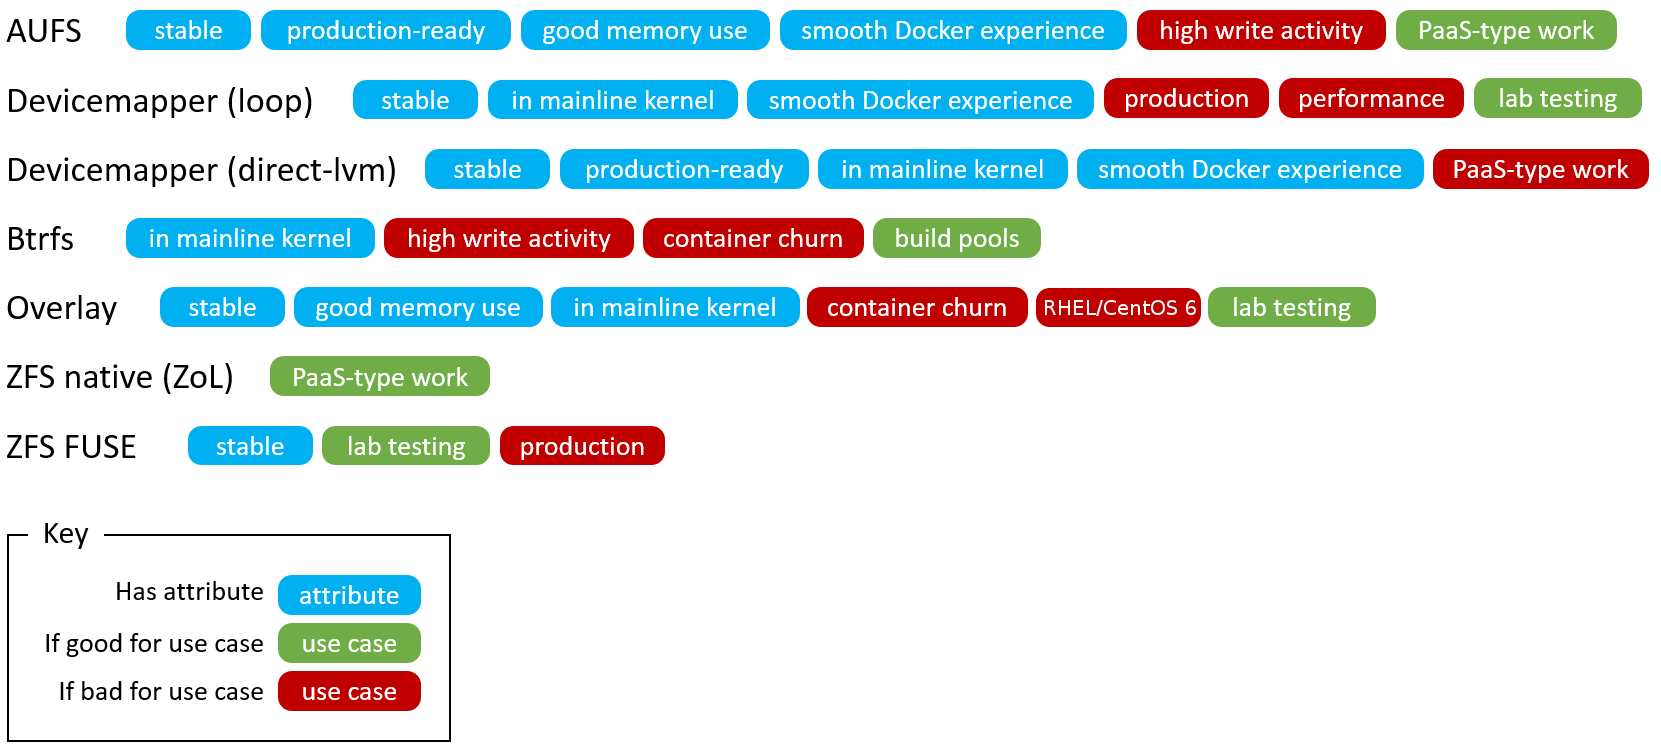 AUFS stable production-ready good memory use smooth Docker experience high write activity PaaS-type work
Devicemapper (loop) stable in mainline kernel smooth Docker experience production performance lab testing
Devicemapper (direct-lvm) stable production-ready in mainline kernel smooth Docker experience PaaS-type work
Btrfs in mainline kernel high write activity container churn build pools
Overlay stable good memory use in mainline kernel container churn RHEL/CentOS 6 lab testing
ZFS native (ZoL) PaaS-type work
ZFS FUSE stable lab testing production
Key
Has attribute attribute
If good for use case use case
If bad for use case use case